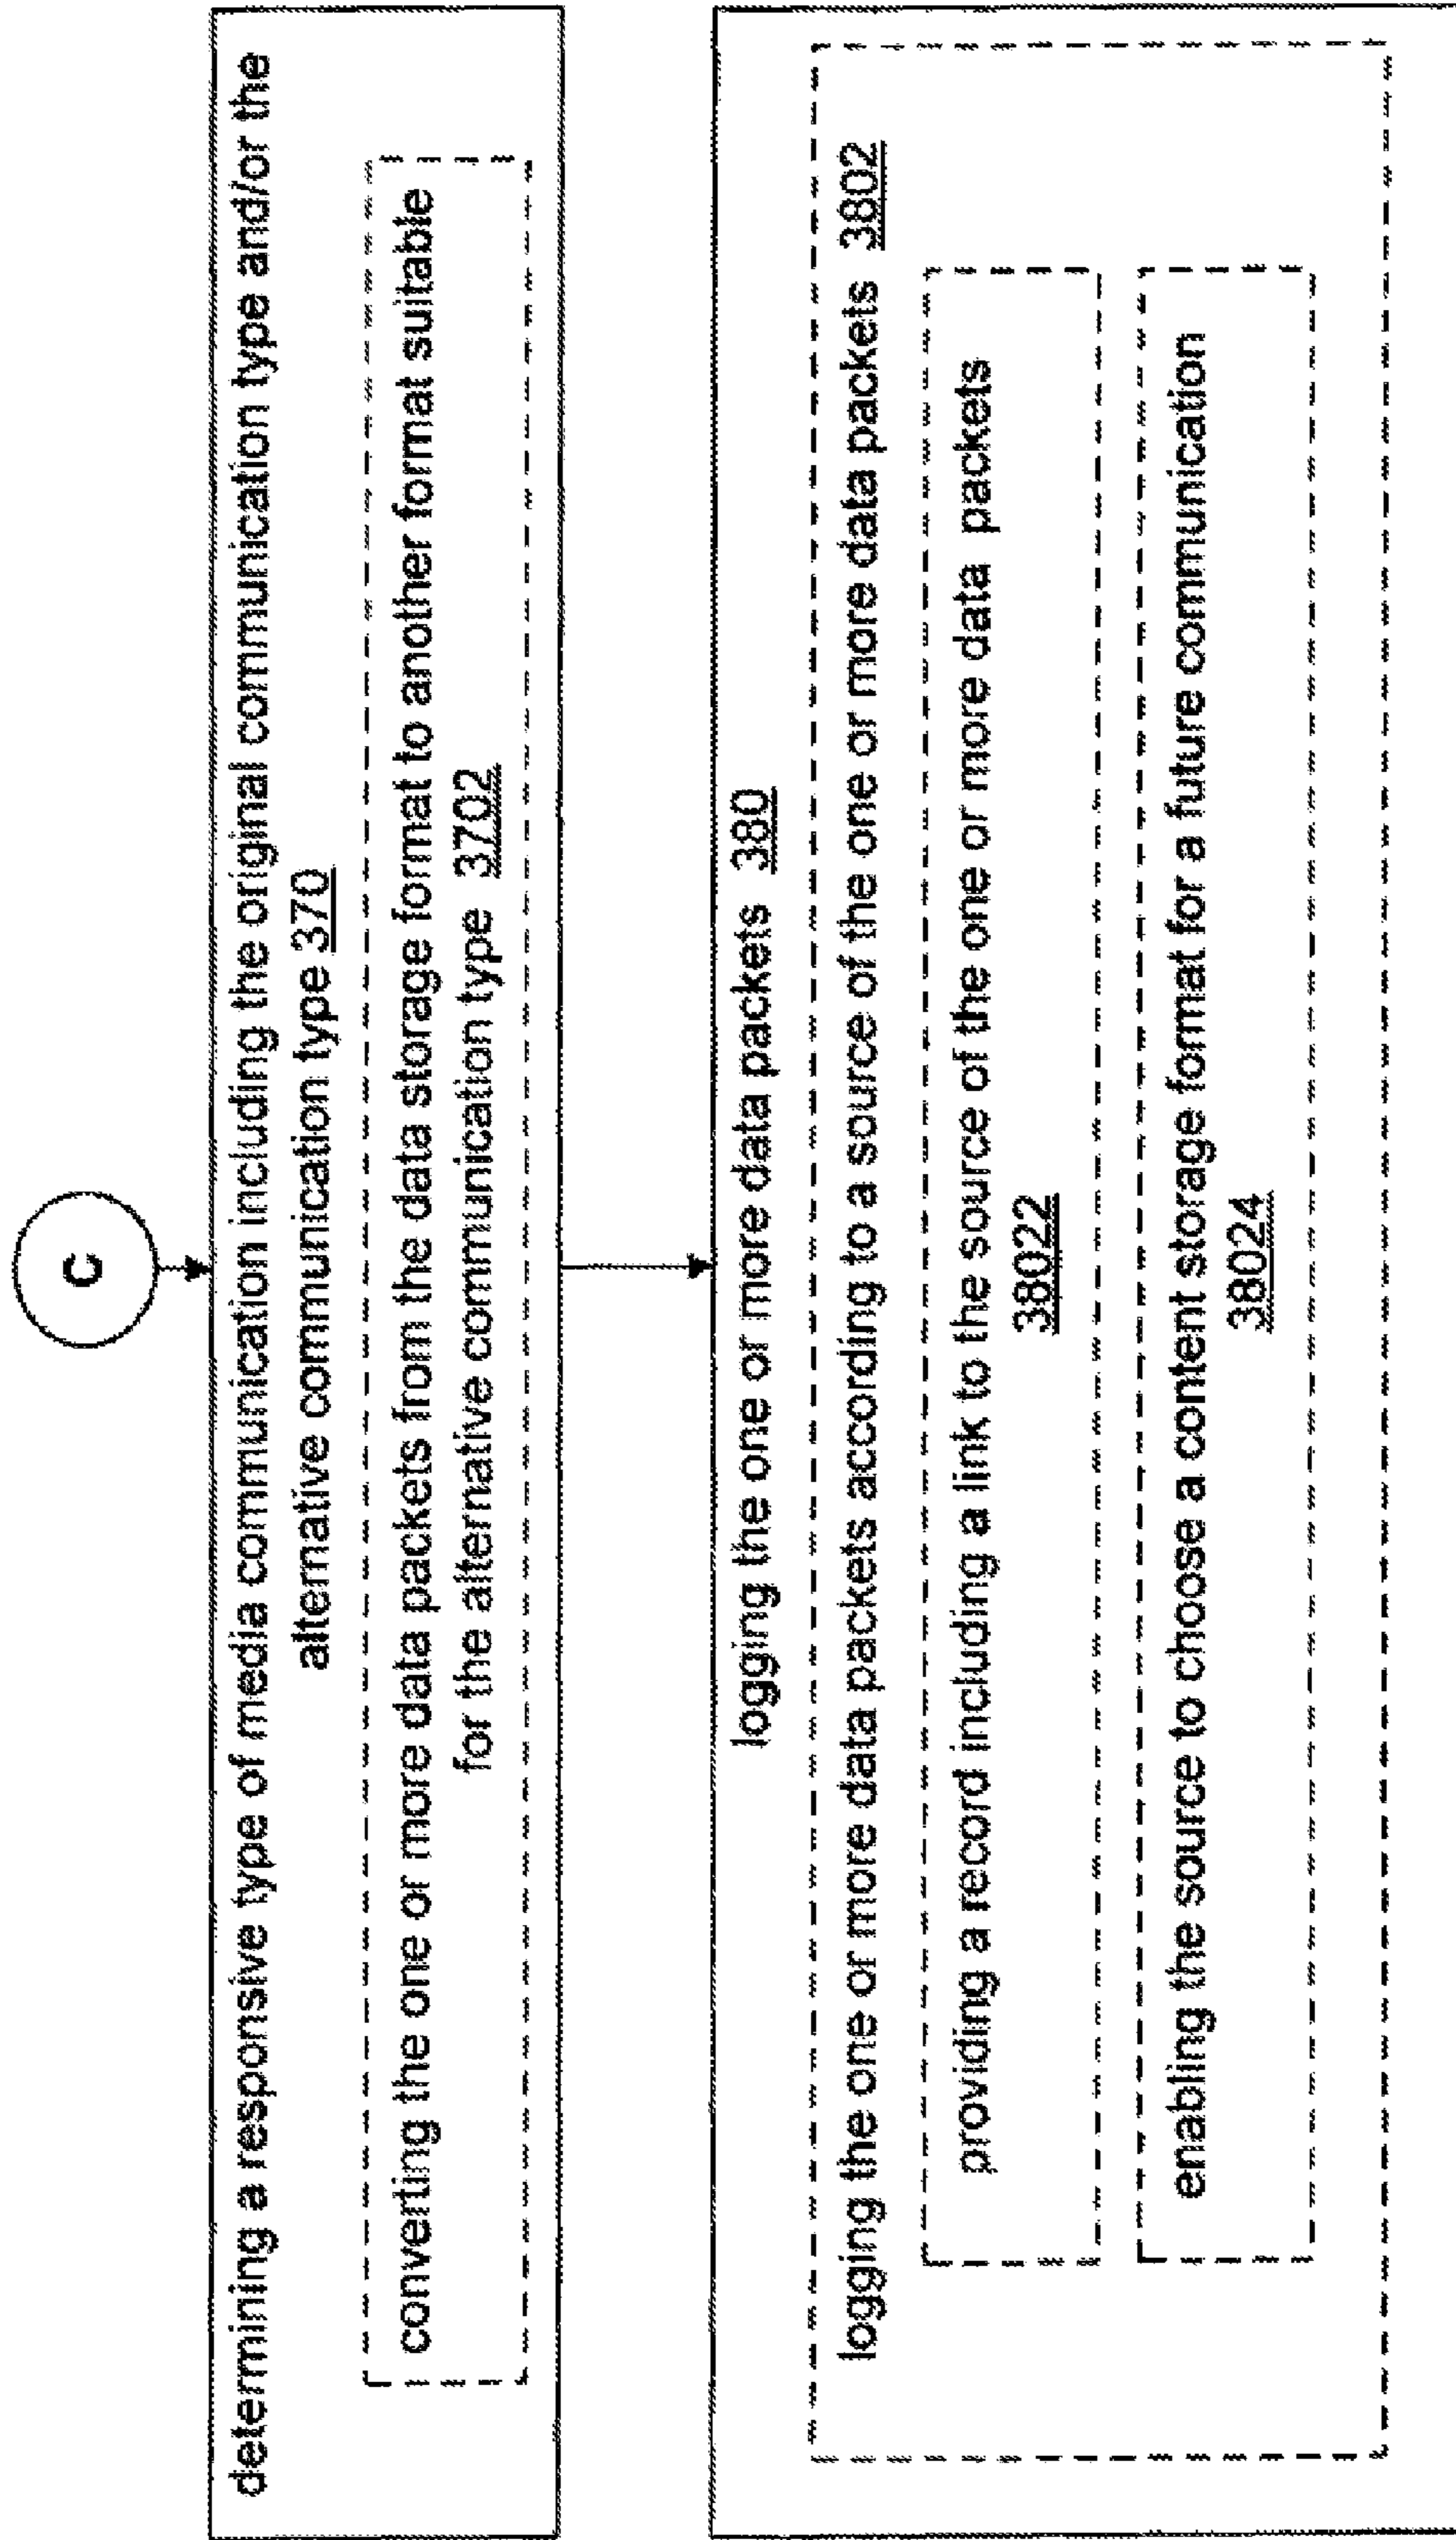 C
determining a responsive type of media communication including the original communication type and/or the
alternative communication type 370
converting the one or more data packets from the data storage format to another format suitable
for the alternative communication type 3702
logging the one or more data packets 380
logging the one or more data packets according to a source of the one or more data packets 3802
providing a record including a link to the source of the one or more data packets
38022
enabling the source to choose a content storage format for a future communication
38024